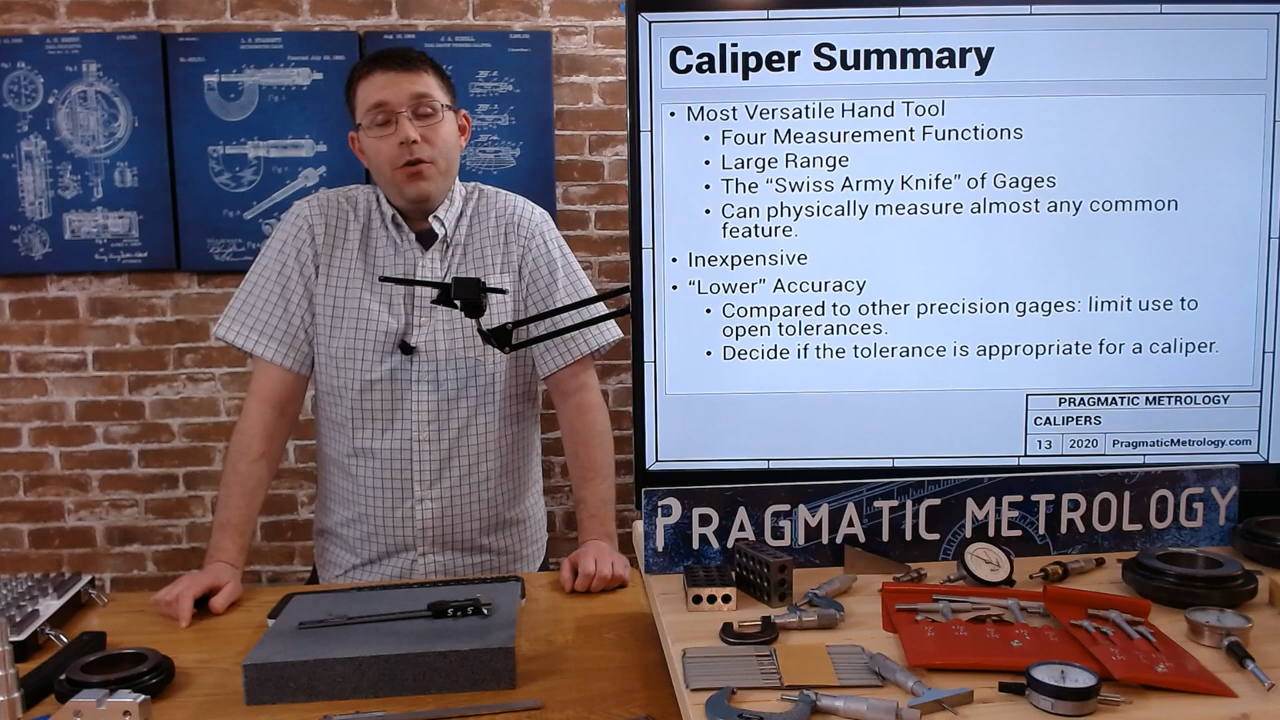 Caliper Summary
• Most Versatile Hand Tool
• Four Measurement Functions
• Large Range
• The “Swiss Army Knife” of Gages
• Can physically measure almost any common
feature.
• Inexpensive
• “Lower” Accuracy
• Compared to other precision gages: limit use to
open tolerances.
• Decide if the tolerance is appropriate for a caliper.
PRAGMATIC METROLOGY
CALIPERS
13 2020 PragmaticMetrology.com
PRAGMATIC METROLOGY